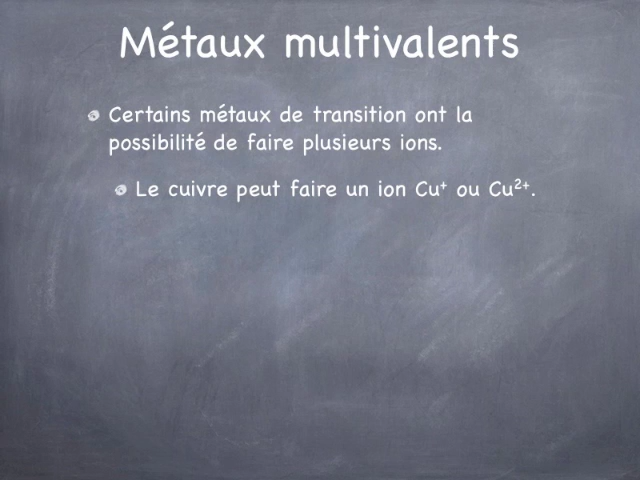 Métaux multivalents
Certains métaux de transition ont la
possibilité de faire plusieurs ions.
Le cuivre peut faire un ion Cu⁺ ou Cu²⁺.